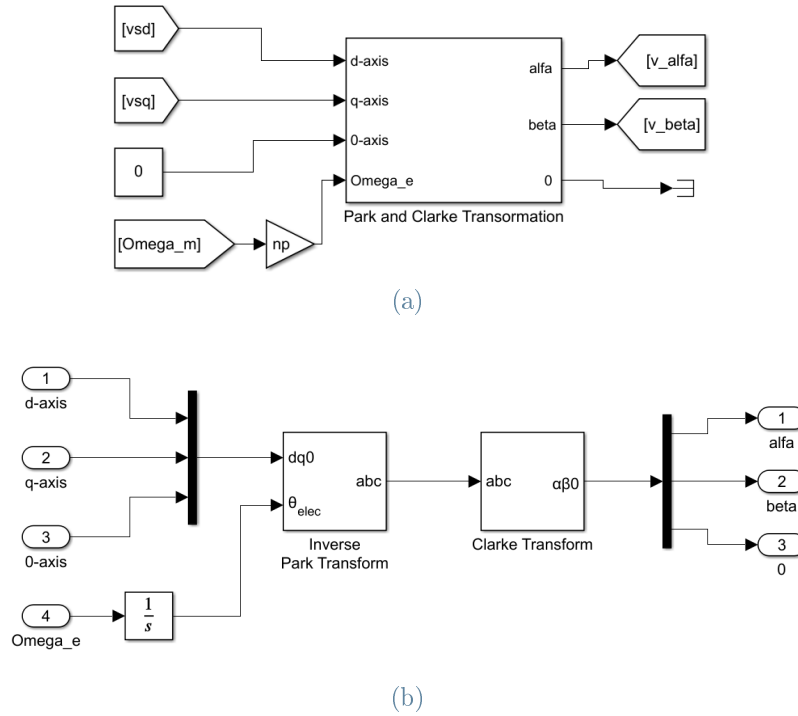 [vsd]
[vsq]
0
[Omega_m]
np
d-axis
q-axis
0-axis
Omega_e
alfa
beta
0
Park and Clarke Transormation
[v_alfa]
[v_beta]
(a)
1
d-axis
2
q-axis
3
0-axis
4
Omega_e
1
s
dq0
θelec
abc
Inverse
Park Transform
abc
αβ0
Clarke Transform
1
alfa
2
beta
3
0
(b)